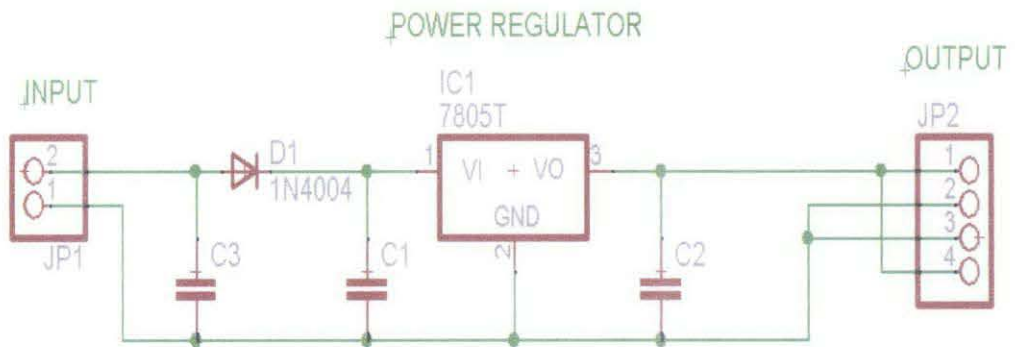 POWER REGULATOR
OUTPUT
INPUT
IC1
7805T
JP2
2
1
JP1
D1
1N4004
1
VI + VO
3
GND
2
C3
C1
C2
1
2
3
4